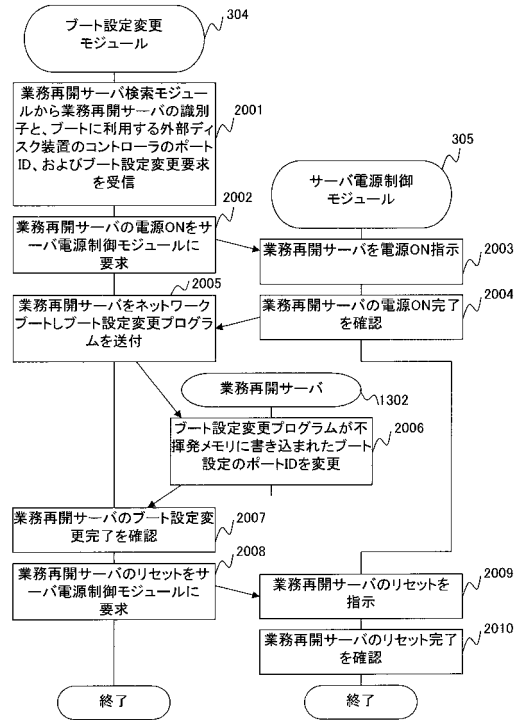 ブート設定変更
モジュール
304
業務再開サーバ検索モジュー
ルから業務再開サーバの識別
子と、ブートに利用する外部ディ
スク装置のコントローラのポート
ID、およびブート設定変更要求
を受信
2001
305
サーバ電源制御
モジュール
業務再開サーバの電源ONをサ
ーバ電源制御モジュールに
要求
2002
業務再開サーバを電源ON指示
2003
業務再開サーバの電源ON完了
を確認
2004
業務再開サーバをネットワーク
ブートしブート設定変更プログラ
ムを送付
2005
業務再開サーバ
1302
ブート設定変更プログラムが不
揮発メモリに書き込まれたブート
設定のポートIDを変更
2006
業務再開サーバのブート設定変
更完了を確認
2007
業務再開サーバのリセットをサ
ーバ電源制御モジュールに
要求
2008
業務再開サーバのリセットを
指示
2009
業務再開サーバのリセット完了
を確認
2010
終了
終了